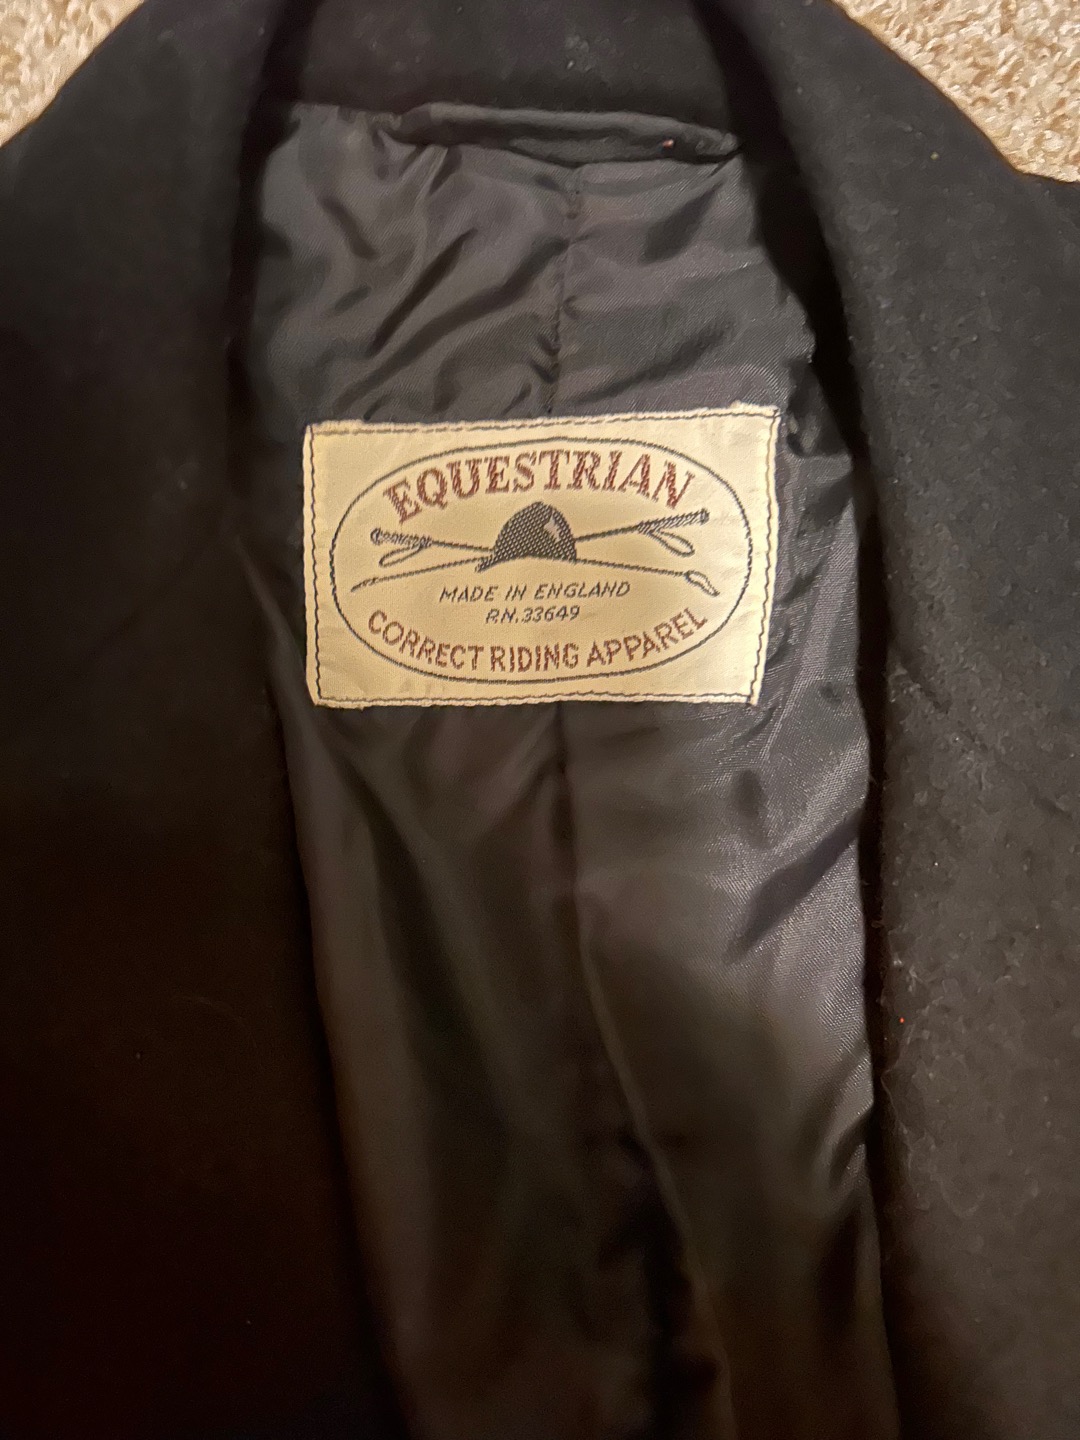 EQUESTRIAN
MADE IN ENGLAND
R.N.33649
CORRECT RIDING APPAREL